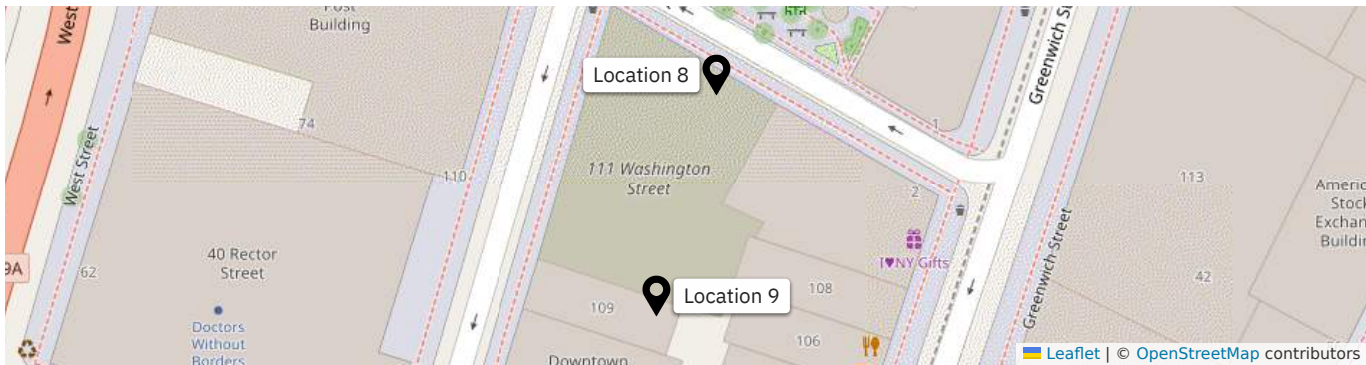 West
Post
Building
Greenwich St
Location 8
74
1
West Street
111 Washington
Street
110
2
113
Americ
Stock
Exchan
Buildin
40 Rector
Street
I♥NY Gifts
9A
62
Greenwich Street
42
Location 9
108
109
Doctors
Without
Borders
106
Downtown
Leaflet | © OpenStreetMap contributors